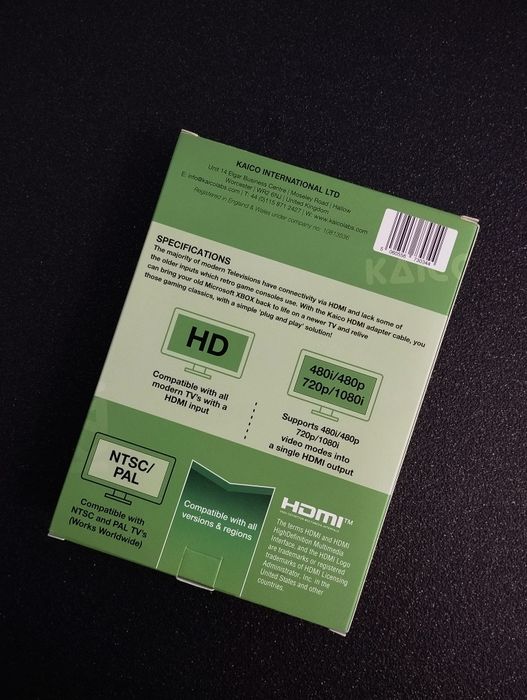 KAICO INTERNATIONAL LTD
Unit 14 Elgar Business Centre | Moseley Road | Hallow
Worcester | WR2 6NJ | United Kingdom
E: info@kaicolabs.com | T: 44 (0)115 871 2427 | W: www.kaicolabs.com
Registered in England & Wales under company no:
KAICO
SPECIFICATIONS
The majority of modern Televisions have connectivity via HDMI and lack some of
the older inputs which retro game consoles use. With the Kaico HDMI adapter cable, you
can bring your old Microsoft XBOX back to life on a newer TV and relive
those gaming classics, with a simple 'plug and play' solution!
HD
Compatible with all
modern TV's with a
HDMI input
480i/480p
720p/1080i
Supports 480i/480p
720p/1080i
video modes into
a single HDMI output
NTSC/
PAL
Compatible with
NTSC and PAL TV's
(Works Worldwide)
Compatible with all
versions & regions
HDMI™
The terms HDMI and HDMI
HighDefinition Multimedia
Interface, and the HDMI Logo
are trademarks or registered
trademarks of HDMI Licensing
Administrator, Inc. in the
United States and other
countries.